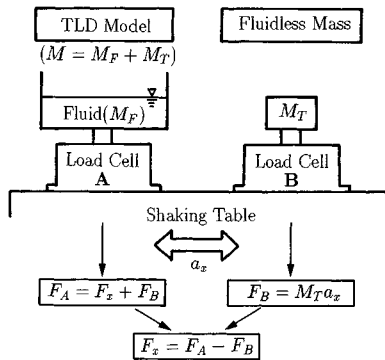 TLD Model
(M = M_F + M_T)
Fluid(M_F)
Load Cell
A
Fluidless Mass
M_T
Load Cell
B
Shaking Table
a_x
F_A = F_x + F_B
F_B = M_T a_x
F_x = F_A − F_B